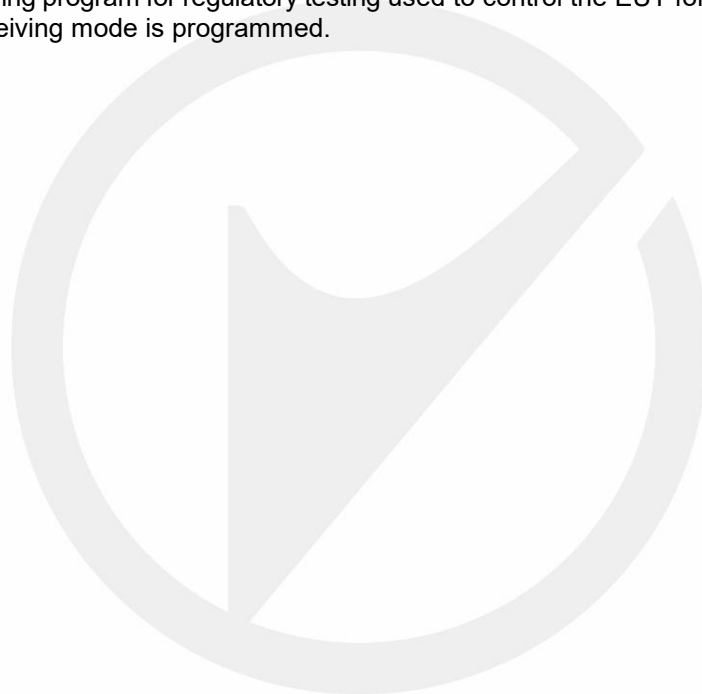 ing program for regulatory testing used to control the EUT for
eiving mode is programmed.